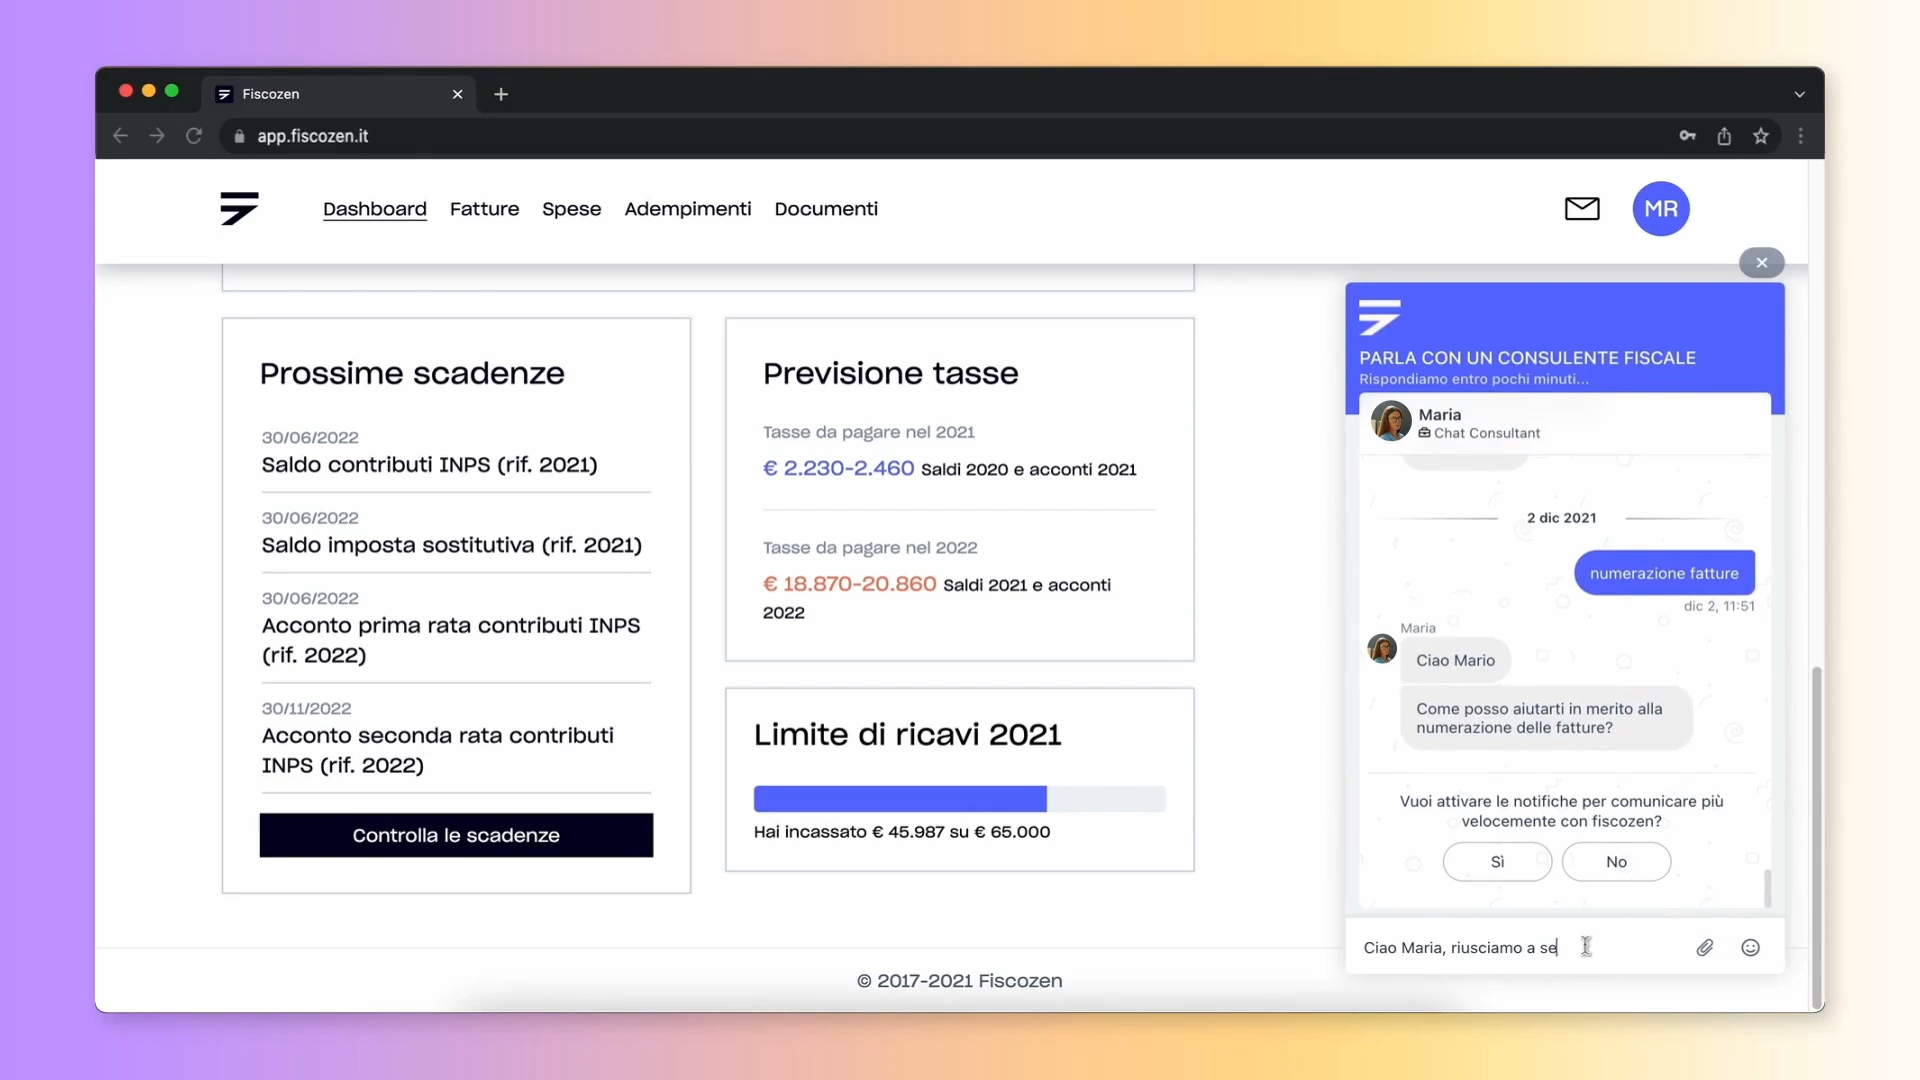 Fiscozen
app.fiscozen.it
Dashboard Fatture Spese Adempimenti Documenti
MR
Prossime scadenze
30/06/2022
Saldo contributi INPS (rif. 2021)
30/06/2022
Saldo imposta sostitutiva (rif. 2021)
30/06/2022
Acconto prima rata contributi INPS
(rif. 2022)
30/11/2022
Acconto seconda rata contributi
INPS (rif. 2022)
Controlla le scadenze
Previsione tasse
Tasse da pagare nel 2021
€ 2.230-2.460 Saldi 2020 e acconti 2021
Tasse da pagare nel 2022
€ 18.870-20.860 Saldi 2021 e acconti
2022
Limite di ricavi 2021
Hai incassato € 45.987 su € 65.000
PARLA CON UN CONSULENTE FISCALE
Rispondiamo entro pochi minuti...
Maria
Chat Consultant
2 dic 2021
numerazione fatture
dic 2, 11:51
Maria
Ciao Mario
Come posso aiutarti in merito alla
numerazione delle fatture?
Vuoi attivare le notifiche per comunicare più
velocemente con fiscozen?
Sì No
Ciao Maria, riusciamo a se
© 2017-2021 Fiscozen